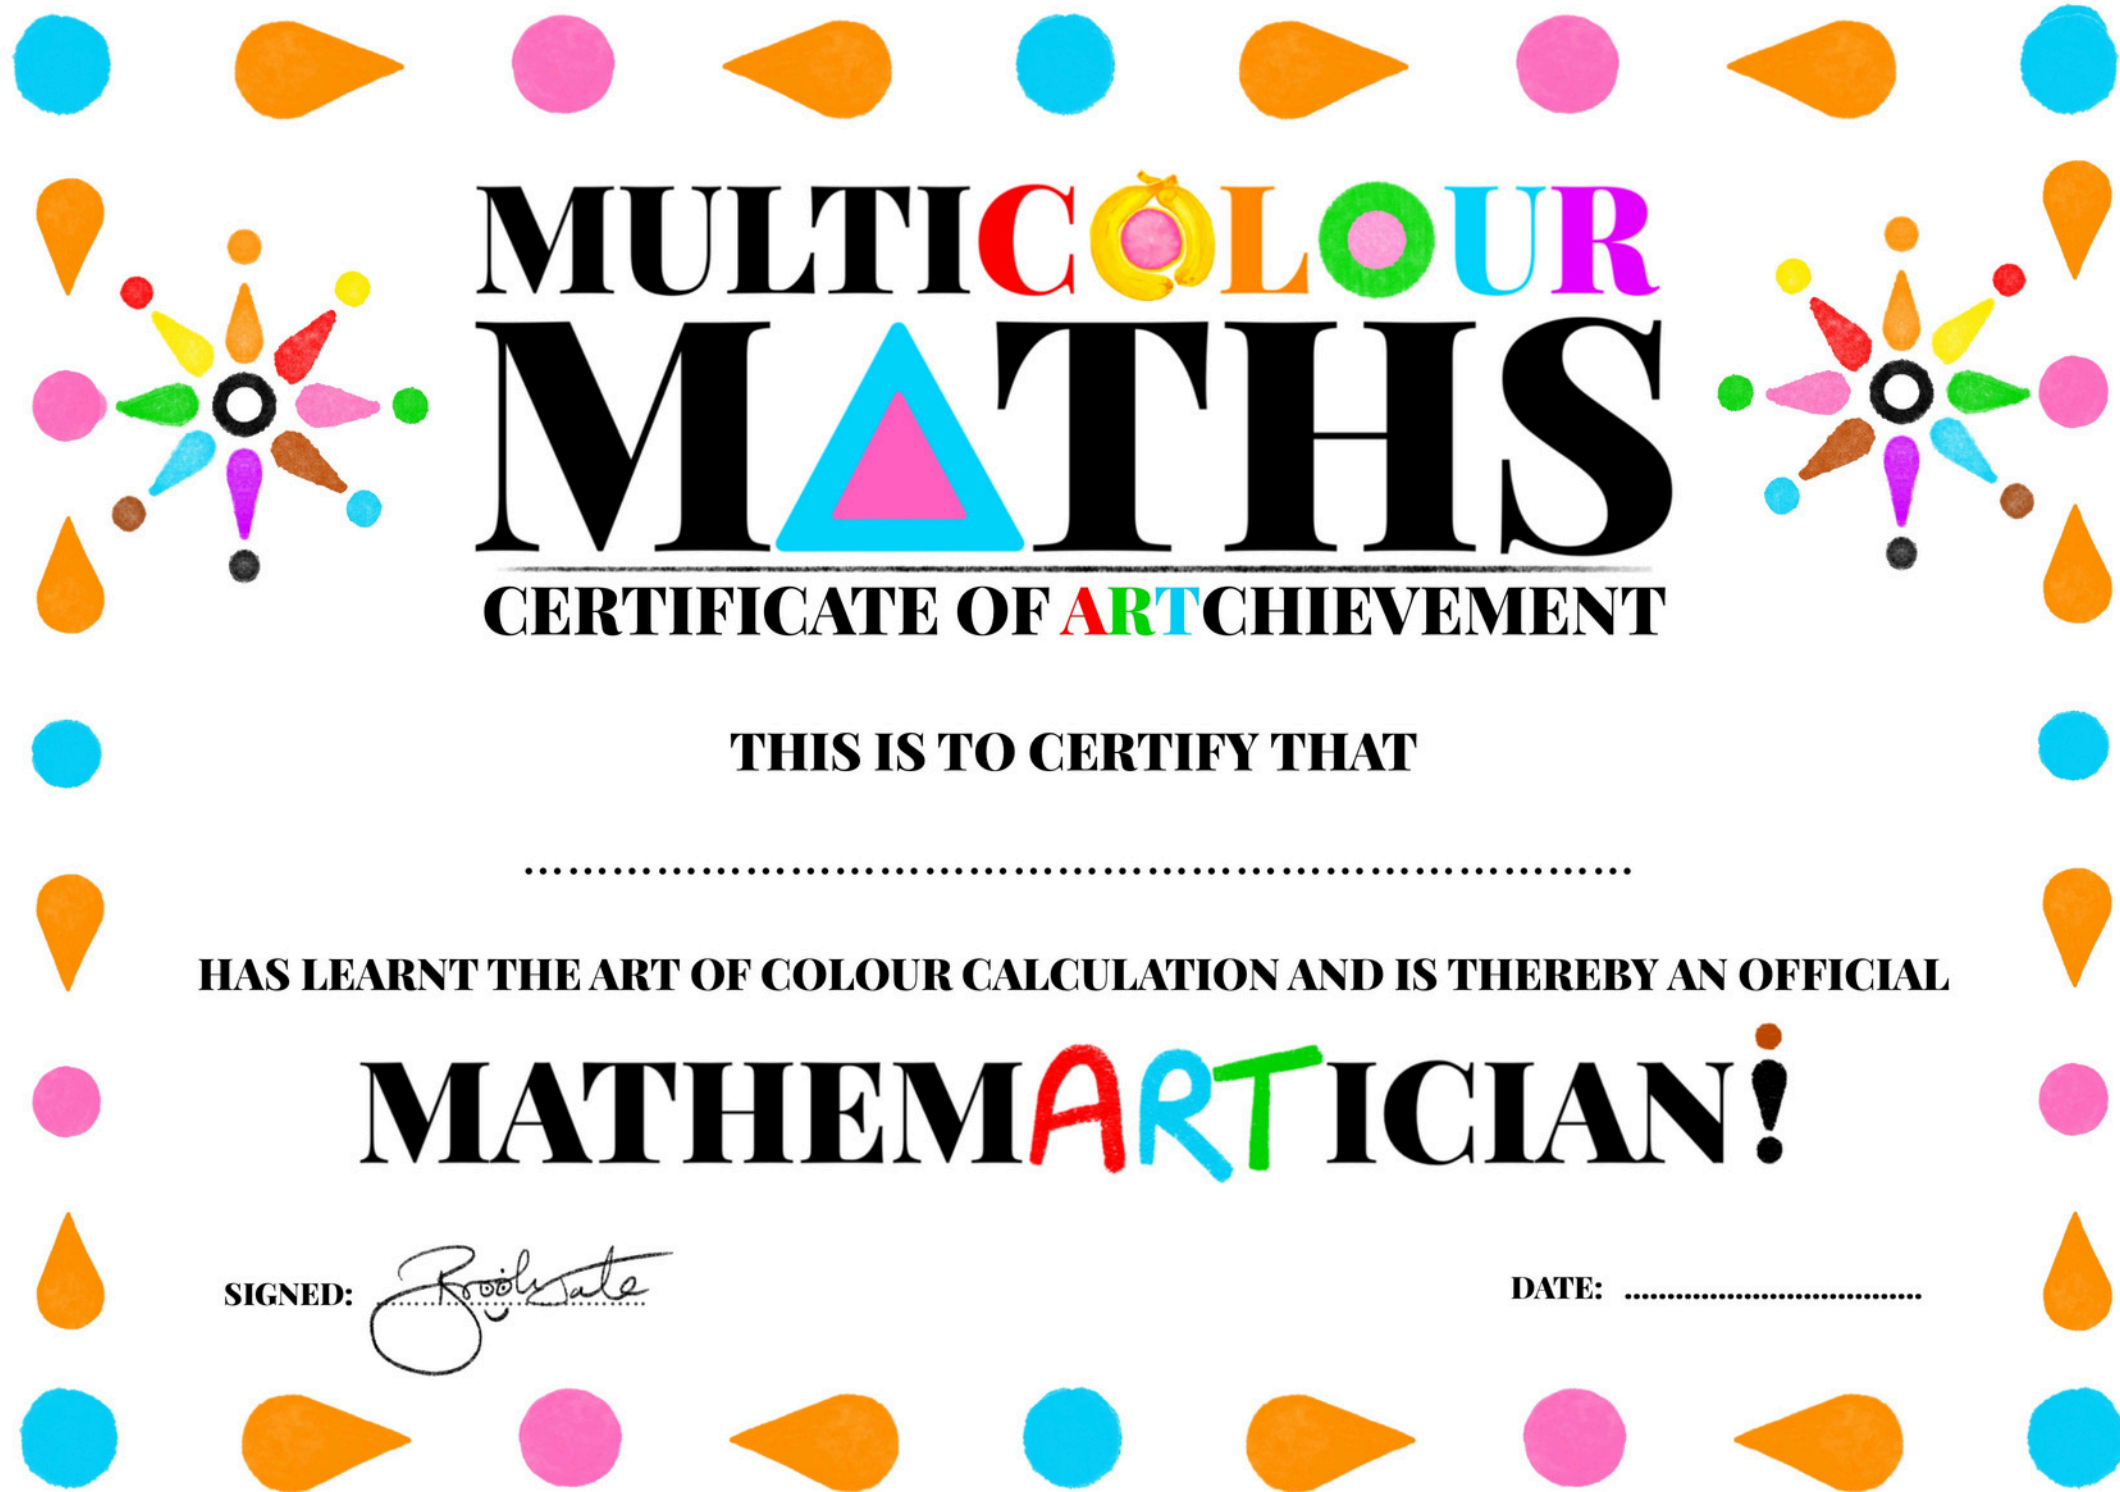 MULTICOLOUR
MATHS
CERTIFICATE OF ARTCHIEVEMENT
THIS IS TO CERTIFY THAT
HAS LEARNT THE ART OF COLOUR CALCULATION AND IS THEREBY AN OFFICIAL
MATHEMARTICIAN!
SIGNED:
DATE: